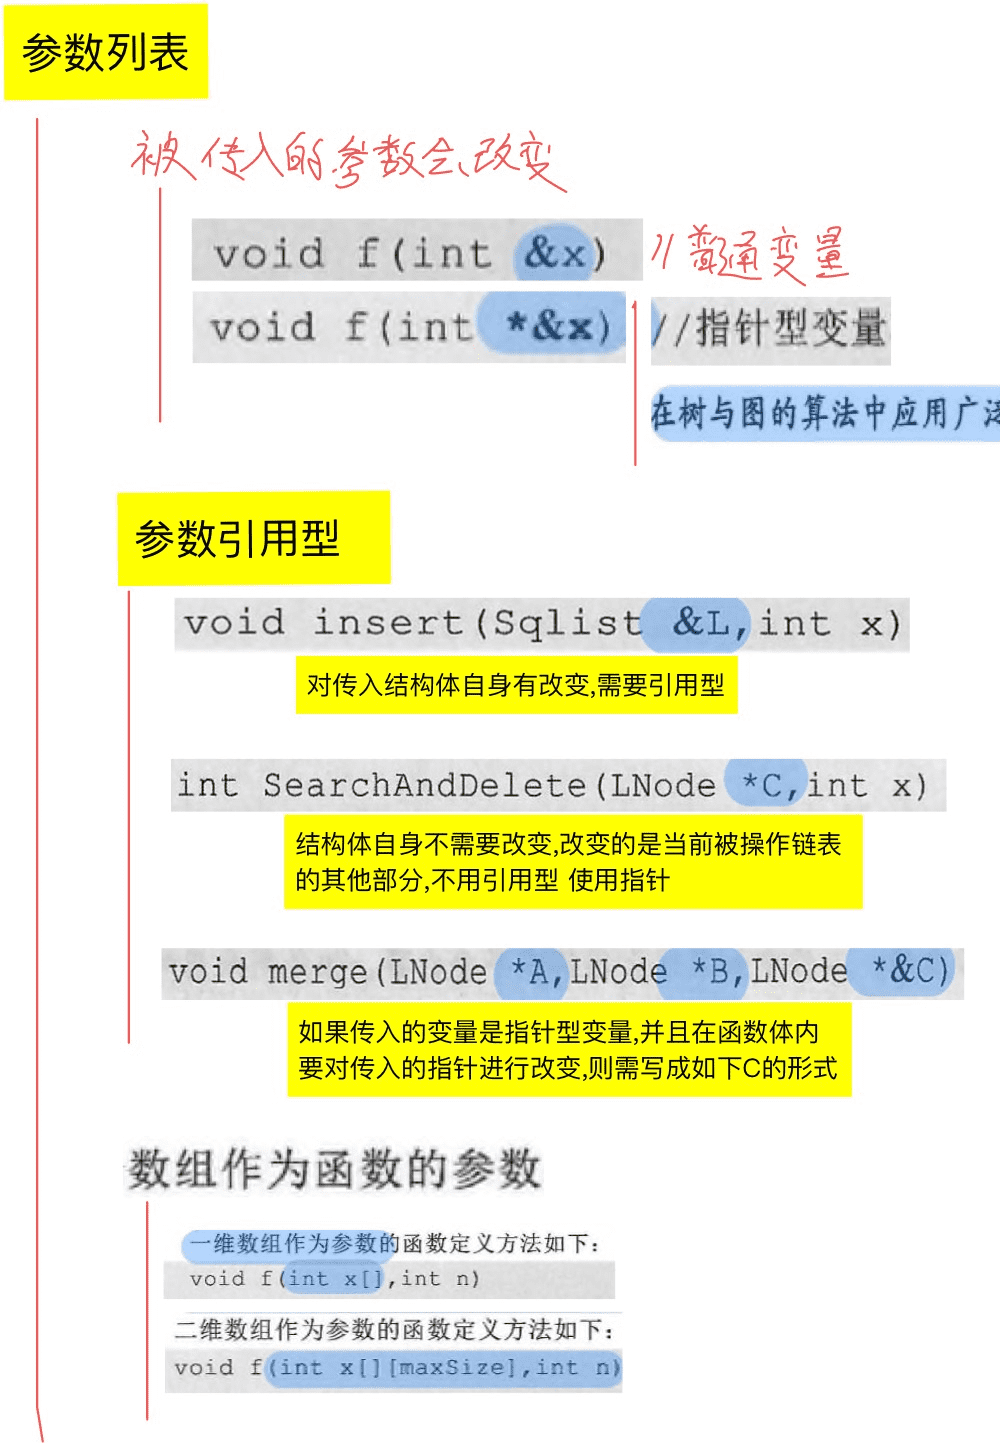 参数列表
被传入的参数会改变
void f(int &x) //普通变量
void f(int *&x) //指针型变量
在树与图的算法中应用广泛
参数引用型
void insert(Sqlist &L,int x)
对传入结构体自身有改变,需要引用型
int SearchAndDelete(LNode *C,int x)
结构体自身不需要改变,改变的是当前被操作链表
的其他部分,不用引用型 使用指针
void merge(LNode *A,LNode *B,LNode *&C)
如果传入的变量是指针型变量,并且在函数体内
要对传入的指针进行改变,则需写成如下C的形式
数组作为函数的参数
一维数组作为参数的函数定义方法如下：
void f(int x[],int n)
二维数组作为参数的函数定义方法如下：
void f(int x[][maxSize],int n)